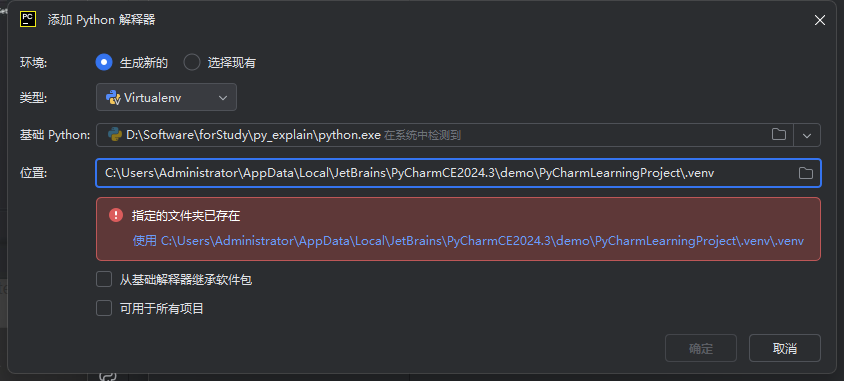 PC
添加 Python 解释器
环境:
生成新的
选择现有
类型:
Virtualenv
基础 Python:
D:\Software\forStudy\py_explain\python.exe 在系统中检测到
位置:
C:\Users\Administrator\AppData\Local\JetBrains\PyCharmCE2024.3\demo\PyCharmLearningProject\.venv
指定的文件夹已存在
使用 C:\Users\Administrator\AppData\Local\JetBrains\PyCharmCE2024.3\demo\PyCharmLearningProject\.venv\.venv
从基础解释器继承软件包
可用于所有项目
确定
取消